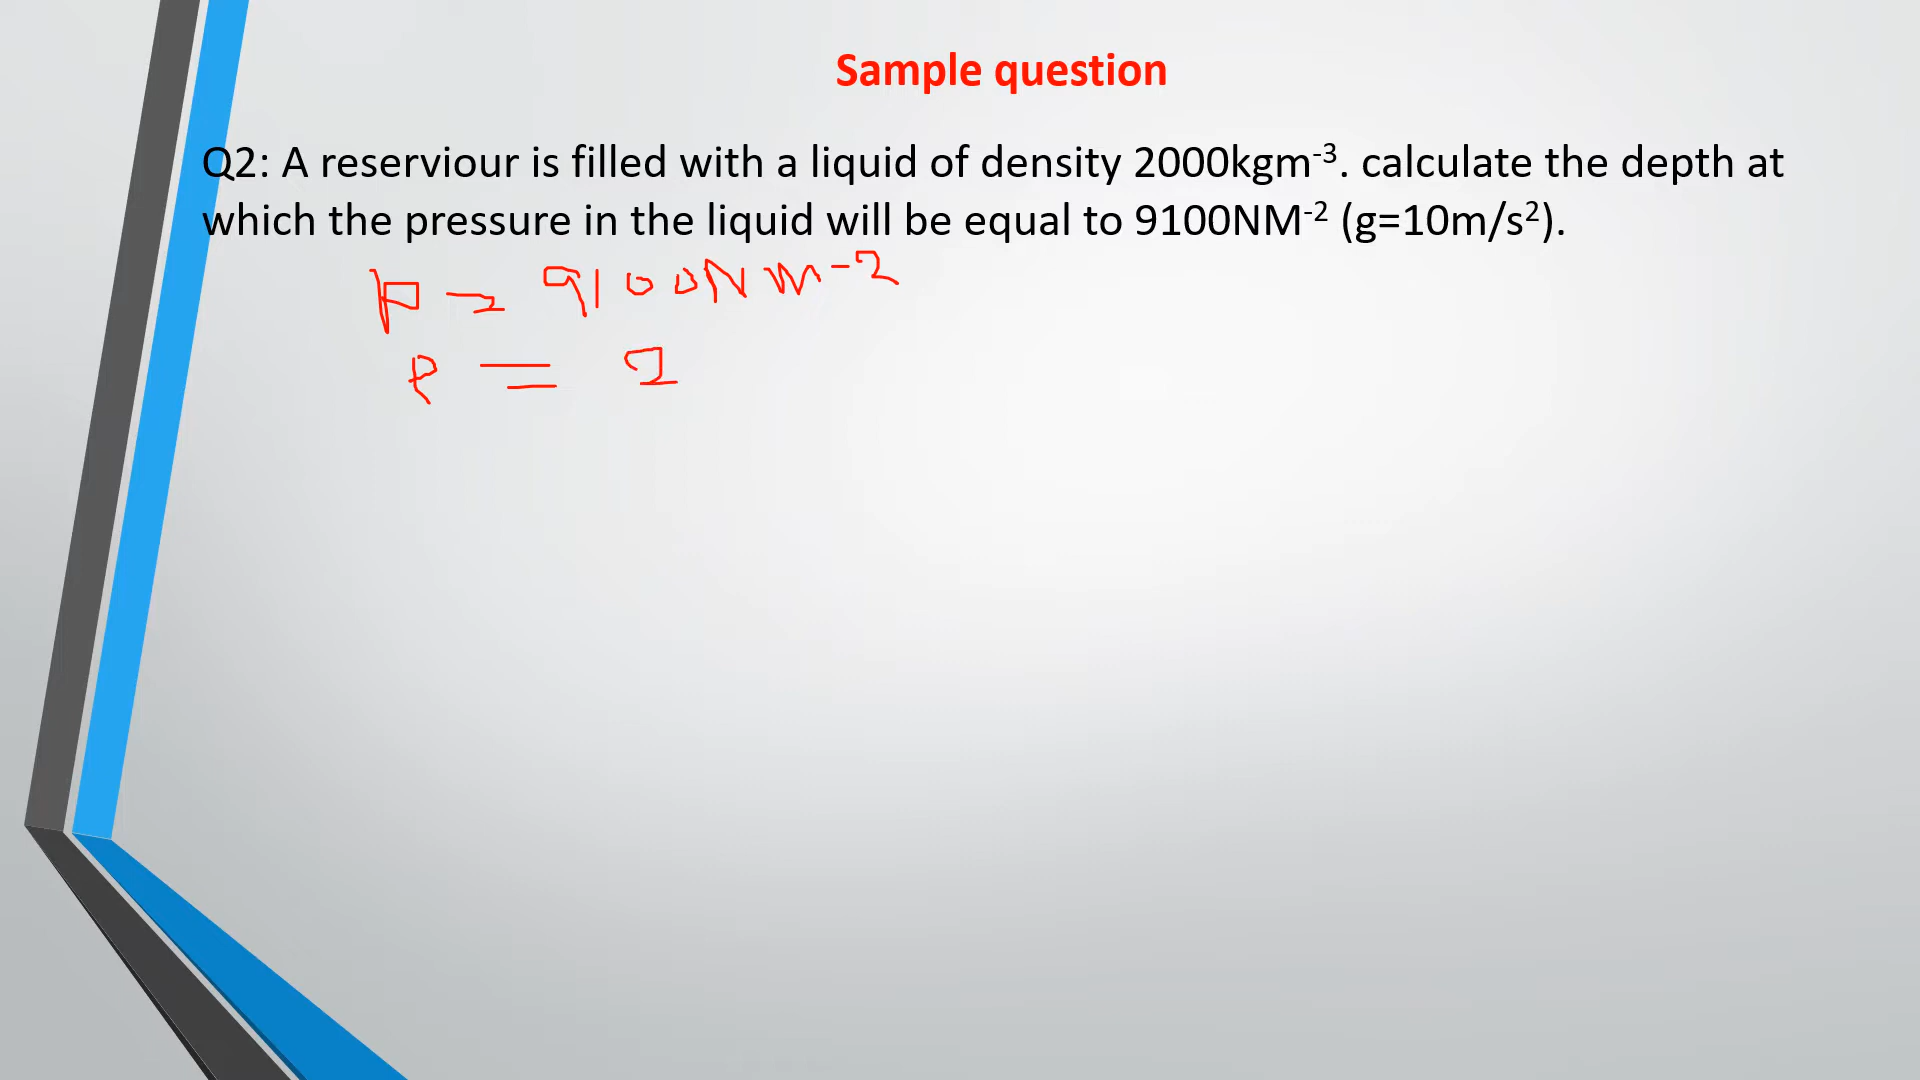 Sample question
Q2: A reserviour is filled with a liquid of density 2000kgm⁻³. calculate the depth at
which the pressure in the liquid will be equal to 9100NM⁻² (g=10m/s²).
P = 9100Nm⁻²
ρ = 2